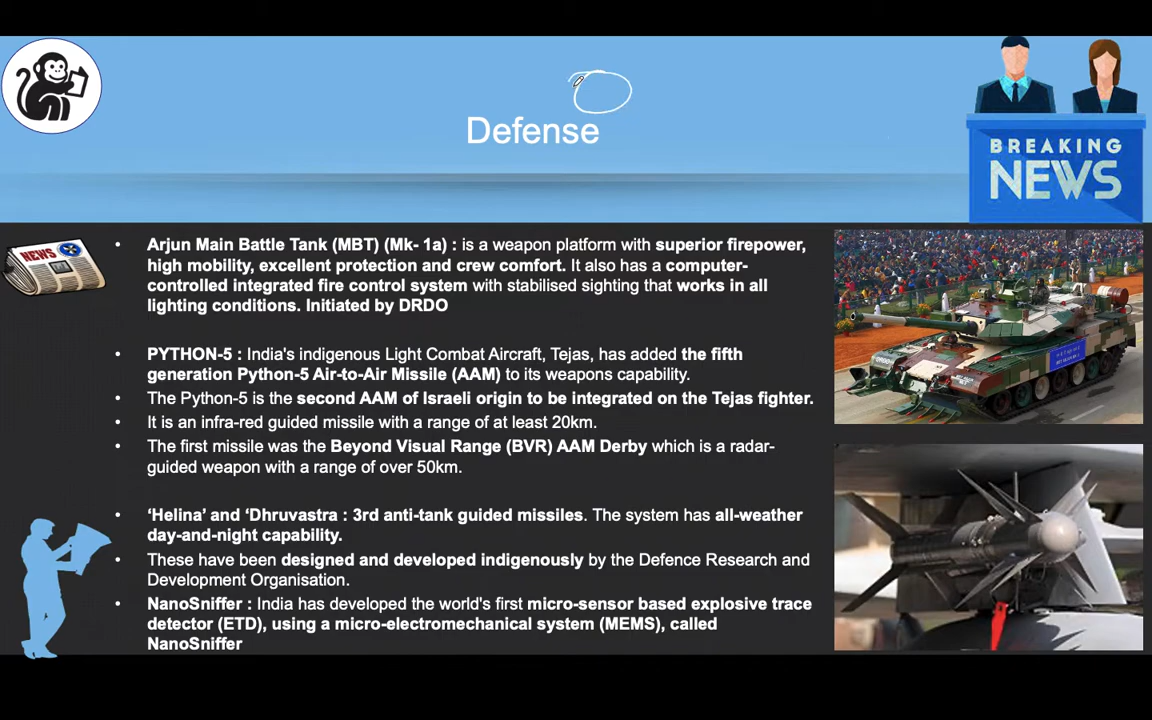 Defense
BREAKING
NEWS
NEWS
• Arjun Main Battle Tank (MBT) (Mk- 1a) : is a weapon platform with superior firepower,
high mobility, excellent protection and crew comfort. It also has a computer-
controlled integrated fire control system with stabilised sighting that works in all
lighting conditions. Initiated by DRDO
• PYTHON-5 : India's indigenous Light Combat Aircraft, Tejas, has added the fifth
generation Python-5 Air-to-Air Missile (AAM) to its weapons capability.
• The Python-5 is the second AAM of Israeli origin to be integrated on the Tejas fighter.
• It is an infra-red guided missile with a range of at least 20km.
• The first missile was the Beyond Visual Range (BVR) AAM Derby which is a radar-
guided weapon with a range of over 50km.
• ‘Helina’ and ‘Dhruvastra : 3rd anti-tank guided missiles. The system has all-weather
day-and-night capability.
• These have been designed and developed indigenously by the Defence Research and
Development Organisation.
• NanoSniffer : India has developed the world's first micro-sensor based explosive trace
detector (ETD), using a micro-electromechanical system (MEMS), called
NanoSniffer